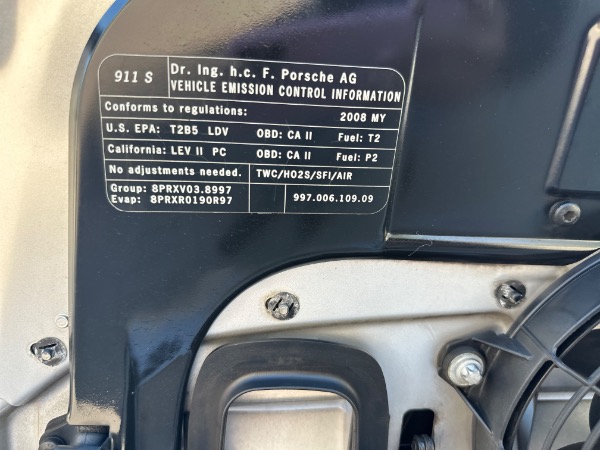 911 S
Dr. Ing. h.c. F. Porsche AG
VEHICLE EMISSION CONTROL INFORMATION
Conforms to regulations: 2008 MY
U.S. EPA: T2B5 LDV OBD: CA II Fuel: T2
California: LEV II PC OBD: CA II Fuel: P2
No adjustments needed. TWC/HO2S/SFI/AIR
Group: 8PRXV03.8997
Evap: 8PRXR0190R97
997.006.109.09